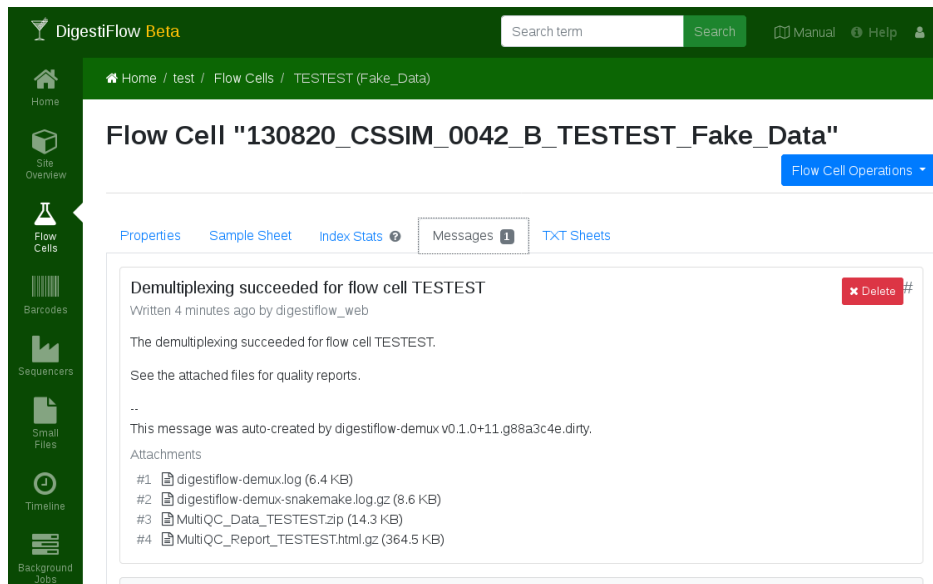 DigestiFlow Beta
Search term
Search
Manual
Help
Home / test / Flow Cells / TESTEST (Fake_Data)
Home
Site
Overview
Flow
Cells
Barcodes
Sequencers
Small
Files
Timeline
Background
Jobs
Flow Cell "130820_CSSIM_0042_B_TESTEST_Fake_Data"
Flow Cell Operations
Properties
Sample Sheet
Index Stats
Messages 1
TXT Sheets
Demultiplexing succeeded for flow cell TESTEST
Delete #
Written 4 minutes ago by digestiflow_web
The demultiplexing succeeded for flow cell TESTEST.
See the attached files for quality reports.
--
This message was auto-created by digestiflow-demux v0.1.0+11.g88a3c4e.dirty.
Attachments
#1 digestiflow-demux.log (6.4 KB)
#2 digestiflow-demux-snakemake.log.gz (8.6 KB)
#3 MultiQC_Data_TESTEST.zip (14.3 KB)
#4 MultiQC_Report_TESTEST.html.gz (364.5 KB)